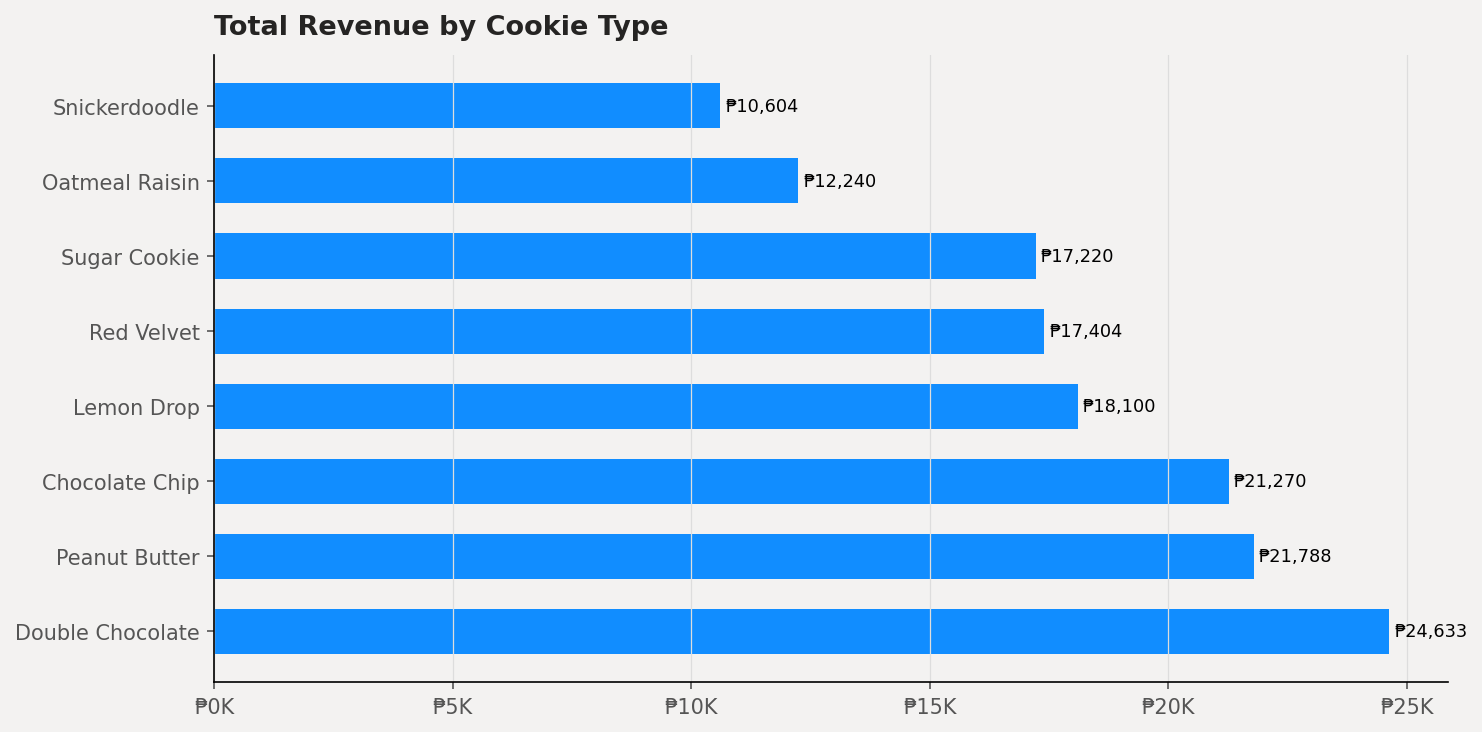 Total Revenue by Cookie Type
Snickerdoodle ₱10,604
Oatmeal Raisin ₱12,240
Sugar Cookie ₱17,220
Red Velvet ₱17,404
Lemon Drop ₱18,100
Chocolate Chip ₱21,270
Peanut Butter ₱21,788
Double Chocolate ₱24,633
₱0K ₱5K ₱10K ₱15K ₱20K ₱25K